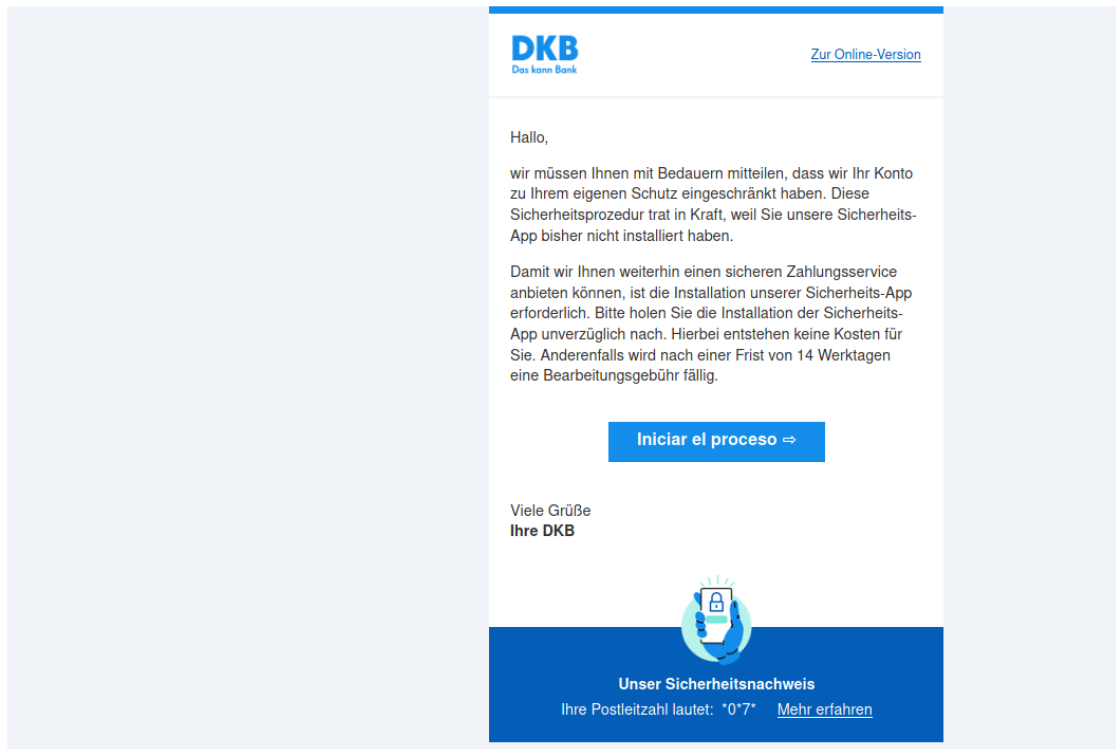 DKB
Das kann Bank
Zur Online-Version
Hallo,
wir müssen Ihnen mit Bedauern mitteilen, dass wir Ihr Konto
zu Ihrem eigenen Schutz eingeschränkt haben. Diese
Sicherheitsprozedur trat in Kraft, weil Sie unsere Sicherheits-
App bisher nicht installiert haben.
Damit wir Ihnen weiterhin einen sicheren Zahlungsservice
anbieten können, ist die Installation unserer Sicherheits-App
erforderlich. Bitte holen Sie die Installation der Sicherheits-
App unverzüglich nach. Hierbei entstehen keine Kosten für
Sie. Anderenfalls wird nach einer Frist von 14 Werktagen
eine Bearbeitungsgebühr fällig.
Iniciar el proceso ⇨
Viele Grüße
Ihre DKB
Unser Sicherheitsnachweis
Ihre Postleitzahl lautet: *0*7* Mehr erfahren